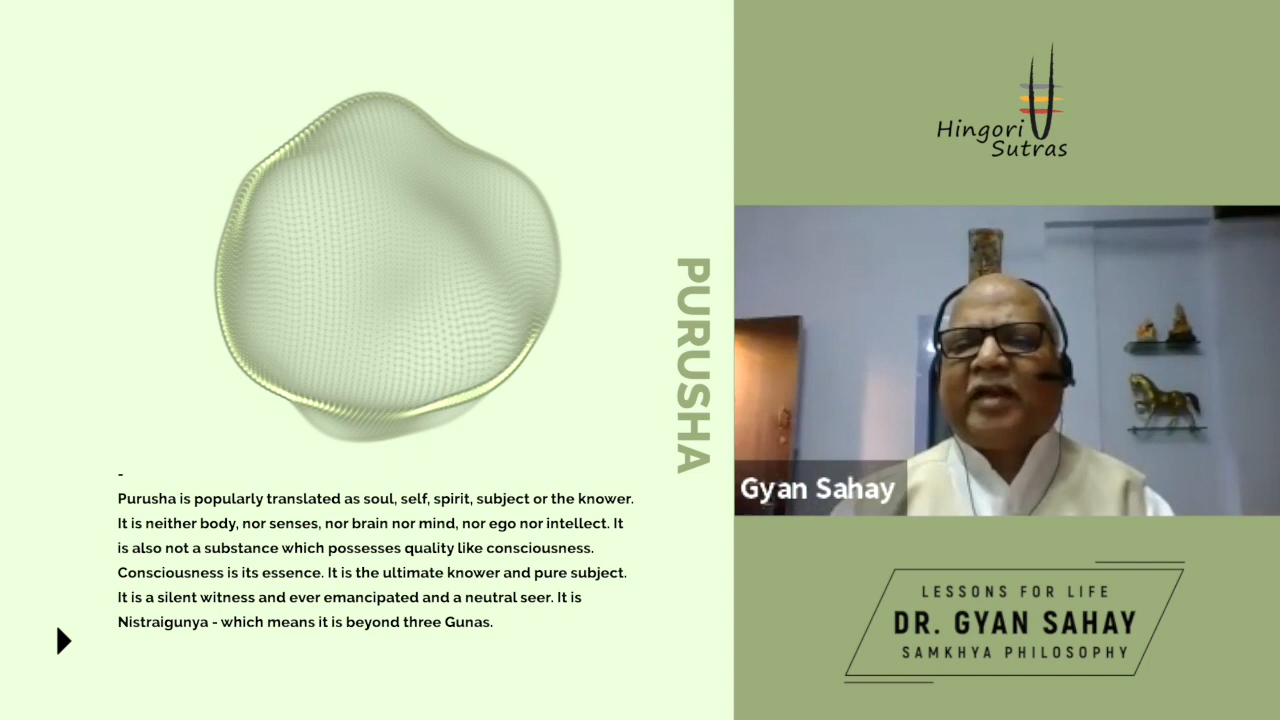 -
Purusha is popularly translated as soul, self, spirit, subject or the knower.
It is neither body, nor senses, nor brain nor mind, nor ego nor intellect. It
is also not a substance which possesses quality like consciousness.
Consciousness is its essence. It is the ultimate knower and pure subject.
It is a silent witness and ever emancipated and a neutral seer. It is
Nistraigunya - which means it is beyond three Gunas.
PURUSHA
Hingori
Sutras
Gyan Sahay
LESSONS FOR LIFE
DR. GYAN SAHAY
SAMKHYA PHILOSOPHY